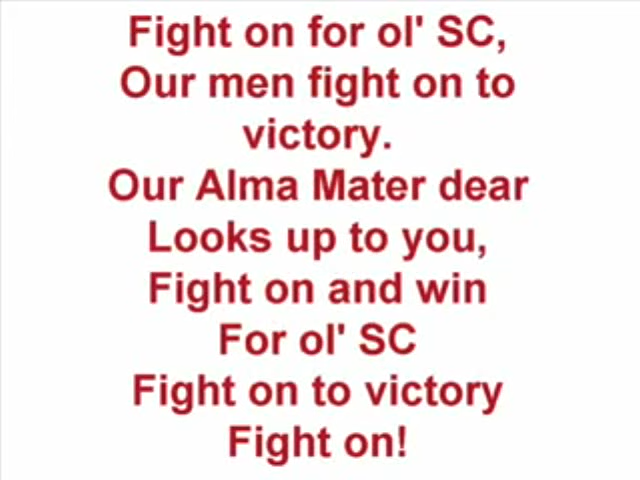 Fight on for ol' SC,
Our men fight on to
victory.
Our Alma Mater dear
Looks up to you,
Fight on and win
For ol' SC
Fight on to victory
Fight on!